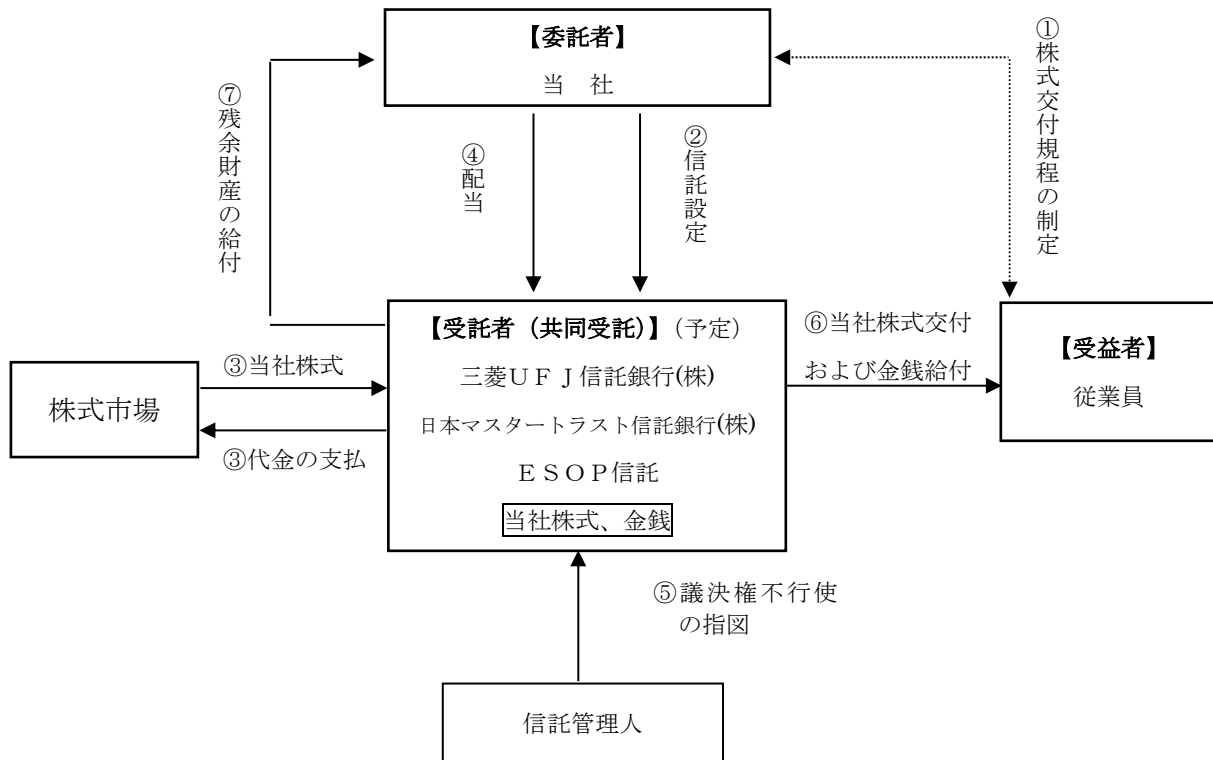 【委託者】
当　社
①株式交付規程の制定
⑦残余財産の給付
④配当
②信託設定
【受託者（共同受託）】（予定）
三菱ＵＦＪ信託銀行(株)
日本マスタートラスト信託銀行(株)
ＥＳＯＰ信託
当社株式、金銭
株式市場
③当社株式
③代金の支払
⑥当社株式交付
および金銭給付
【受益者】
従業員
⑤議決権不行使
の指図
信託管理人